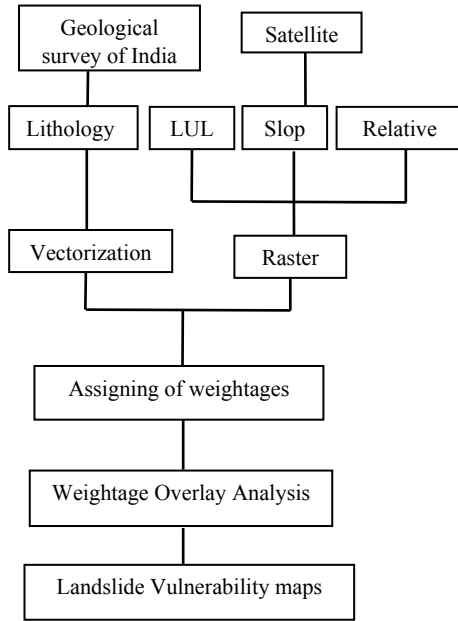 Geological
survey of India
Satellite
Lithology
LUL
Slop
Relative
Vectorization
Raster
Assigning of weightages
Weightage Overlay Analysis
Landslide Vulnerability maps